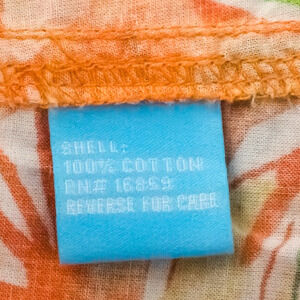 SHELL:
100% COTTON
RN# 16859
REVERSE FOR CARE